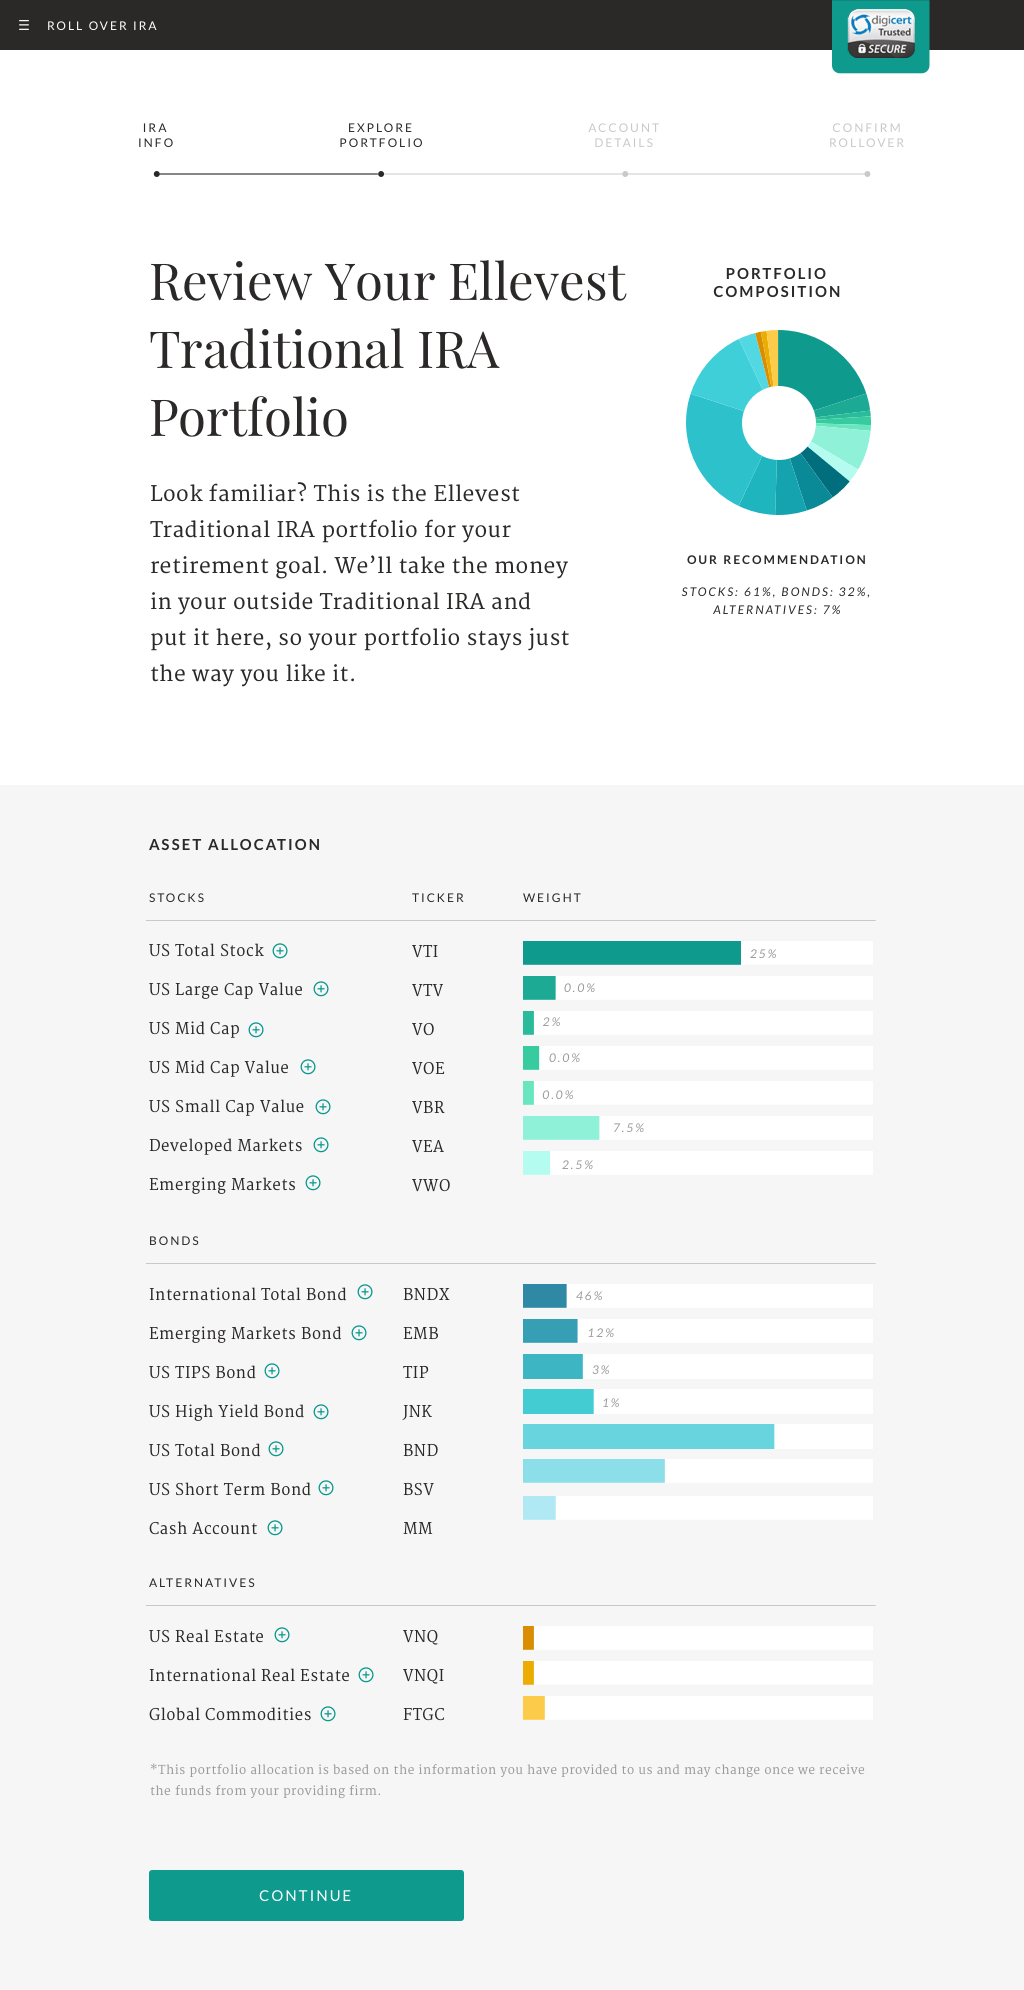 ☰ ROLL OVER IRA
digicert
Trusted
SECURE
IRA
INFO
EXPLORE
PORTFOLIO
ACCOUNT
DETAILS
CONFIRM
ROLLOVER
Review Your Ellevest
Traditional IRA
Portfolio
Look familiar? This is the Ellevest
Traditional IRA portfolio for your
retirement goal. We’ll take the money
in your outside Traditional IRA and
put it here, so your portfolio stays just
the way you like it.
PORTFOLIO
COMPOSITION
OUR RECOMMENDATION
STOCKS: 61%, BONDS: 32%,
ALTERNATIVES: 7%
ASSET ALLOCATION
STOCKS TICKER WEIGHT
US Total Stock VTI 25%
US Large Cap Value VTV 0.0%
US Mid Cap VO 2%
US Mid Cap Value VOE 0.0%
US Small Cap Value VBR 0.0%
Developed Markets VEA 7.5%
Emerging Markets VWO 2.5%
BONDS
International Total Bond BNDX 46%
Emerging Markets Bond EMB 12%
US TIPS Bond TIP 3%
US High Yield Bond JNK 1%
US Total Bond BND
US Short Term Bond BSV
Cash Account MM
ALTERNATIVES
US Real Estate VNQ
International Real Estate VNQI
Global Commodities FTGC
*This portfolio allocation is based on the information you have provided to us and may change once we receive
the funds from your providing firm.
CONTINUE